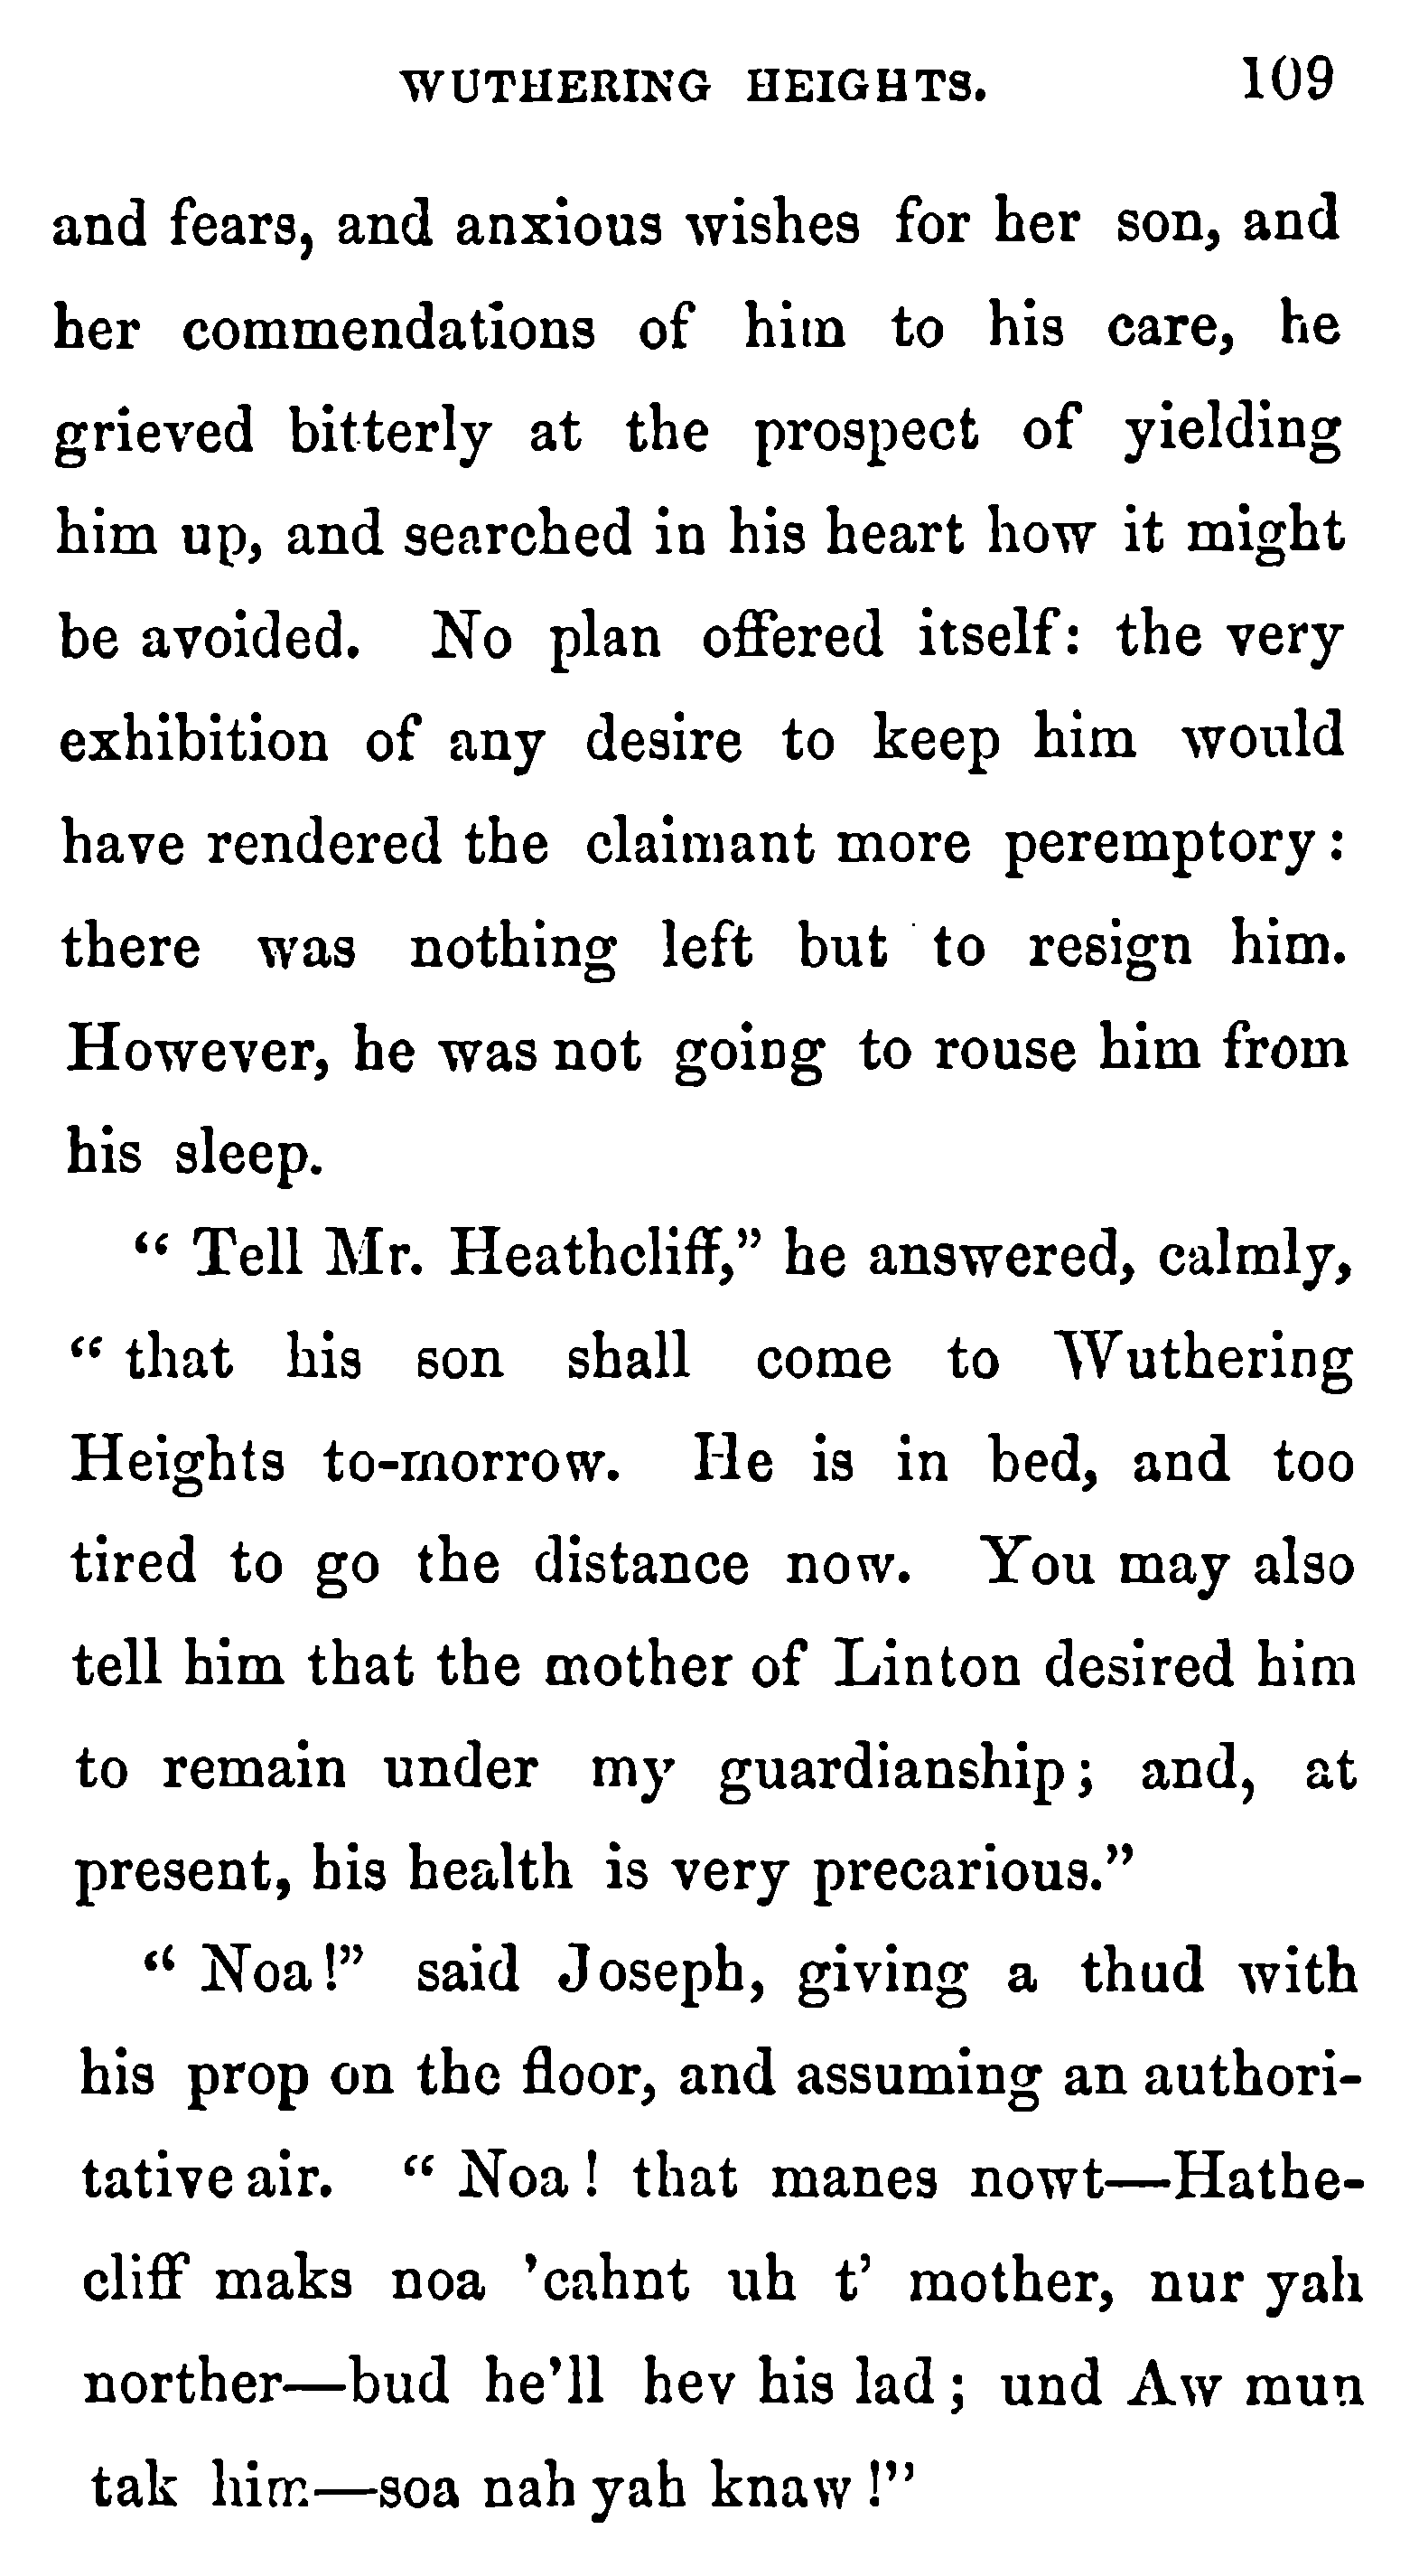 WUTHERING HEIGHTS. 109
and fears, and anxious wishes for her son, and
her commendations of him to his care, he
grieved bitterly at the prospect of yielding
him up, and searched in his heart how it might
be avoided. No plan offered itself: the very
exhibition of any desire to keep him would
have rendered the claimant more peremptory:
there was nothing left but to resign him.
However, he was not going to rouse him from
his sleep.
“ Tell Mr. Heathcliff,” he answered, calmly,
“ that his son shall come to Wuthering
Heights to-morrow. He is in bed, and too
tired to go the distance now. You may also
tell him that the mother of Linton desired him
to remain under my guardianship; and, at
present, his health is very precarious.”
“ Noa!” said Joseph, giving a thud with
his prop on the floor, and assuming an authori-
tative air. “ Noa! that manes nowt—Hathe-
cliff maks noa 'cahnt uh t' mother, nur yah
norther—bud he'll hev his lad; und Aw mun
tak him—soa nah yah knaw!”